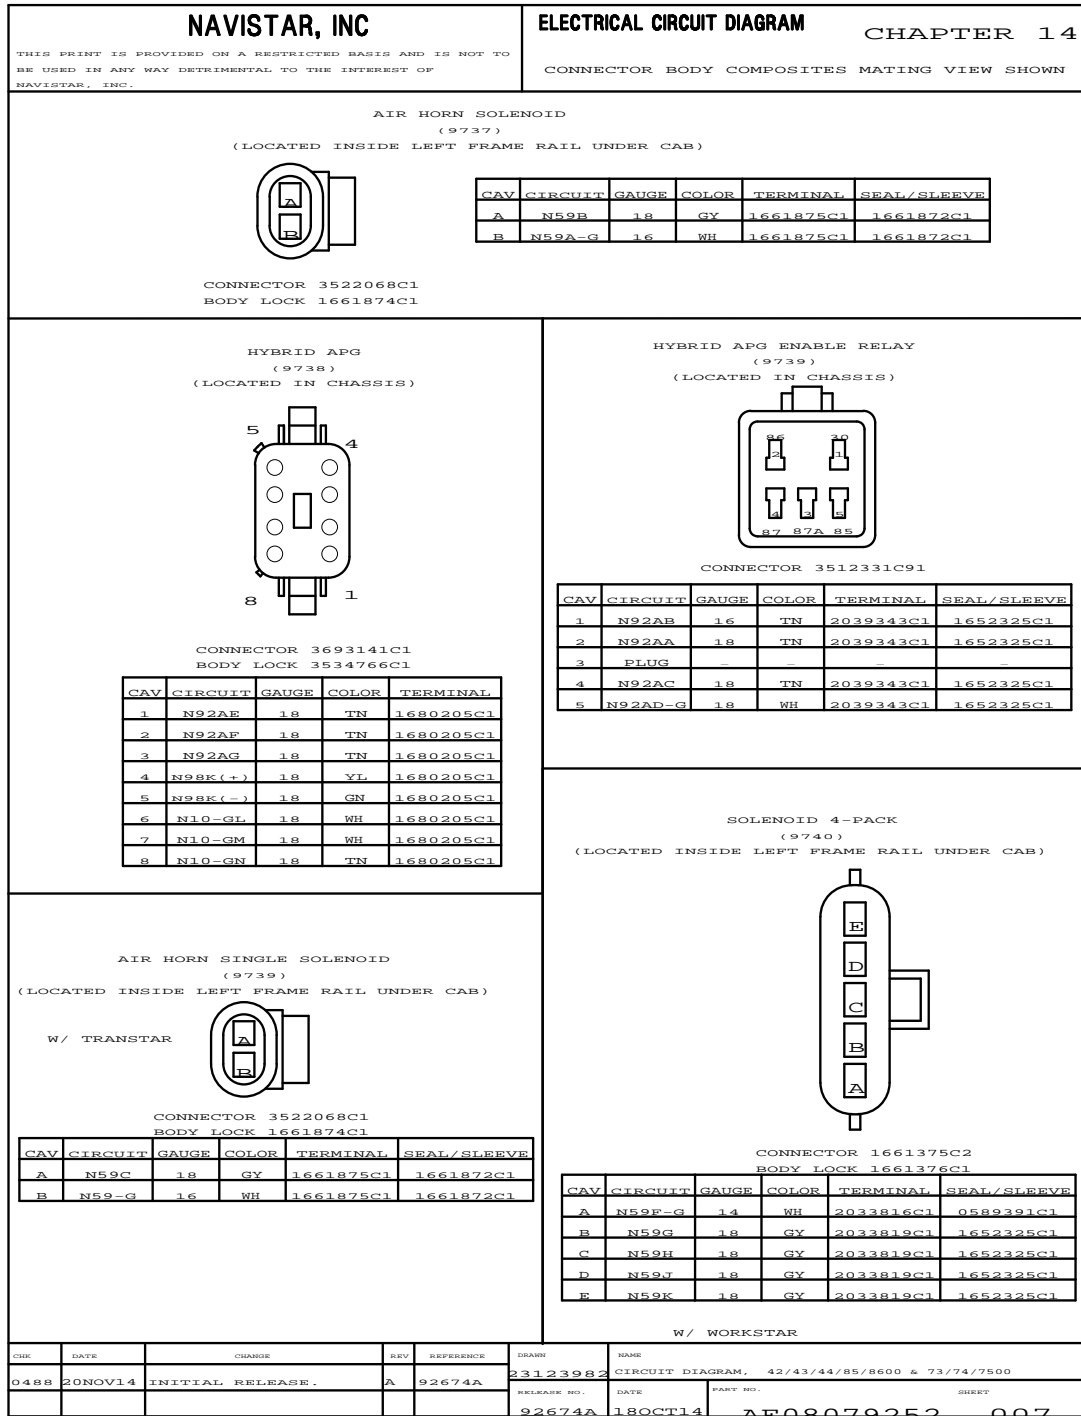 NAVISTAR, INC
THIS PRINT IS PROVIDED ON A RESTRICTED BASIS AND IS NOT TO
BE USED IN ANY WAY DETRIMENTAL TO THE INTEREST OF
NAVISTAR, INC.
ELECTRICAL CIRCUIT DIAGRAM
CHAPTER 14
CONNECTOR BODY COMPOSITES MATING VIEW SHOWN
AIR HORN SOLENOID
(9737)
(LOCATED INSIDE LEFT FRAME RAIL UNDER CAB)
A
B
CONNECTOR 3522068C1
BODY LOCK 1661874C1
CAV CIRCUIT GAUGE COLOR TERMINAL SEAL/SLEEVE
A N59B 18 GY 1661875C1 1661872C1
B N59A-G 16 WH 1661875C1 1661872C1
HYBRID APG
(9738)
(LOCATED IN CHASSIS)
5 4
8 1
CONNECTOR 3693141C1
BODY LOCK 3534766C1
CAV CIRCUIT GAUGE COLOR TERMINAL
1 N92AE 18 TN 1680205C1
2 N92AF 18 TN 1680205C1
3 N92AG 18 TN 1680205C1
4 N98K(+) 18 YL 1680205C1
5 N98K(-) 18 GN 1680205C1
6 N10-GL 18 WH 1680205C1
7 N10-GM 18 WH 1680205C1
8 N10-GN 18 TN 1680205C1
HYBRID APG ENABLE RELAY
(9739)
(LOCATED IN CHASSIS)
86 30
2 1
4 3 5
87 87A 85
CONNECTOR 3512331C91
CAV CIRCUIT GAUGE COLOR TERMINAL SEAL/SLEEVE
1 N92AB 16 TN 2039343C1 1652325C1
2 N92AA 18 TN 2039343C1 1652325C1
3 PLUG - - - -
4 N92AC 18 TN 2039343C1 1652325C1
5 N92AD-G 18 WH 2039343C1 1652325C1
AIR HORN SINGLE SOLENOID
(9739)
(LOCATED INSIDE LEFT FRAME RAIL UNDER CAB)
W/ TRANSTAR
A
B
CONNECTOR 3522068C1
BODY LOCK 1661874C1
CAV CIRCUIT GAUGE COLOR TERMINAL SEAL/SLEEVE
A N59C 18 GY 1661875C1 1661872C1
B N59-G 16 WH 1661875C1 1661872C1
SOLENOID 4-PACK
(9740)
(LOCATED INSIDE LEFT FRAME RAIL UNDER CAB)
E
D
C
B
A
CONNECTOR 1661375C2
BODY LOCK 1661376C1
CAV CIRCUIT GAUGE COLOR TERMINAL SEAL/SLEEVE
A N59F-G 14 WH 2033816C1 0589391C1
B N59G 18 GY 2033819C1 1652325C1
C N59H 18 GY 2033819C1 1652325C1
D N59J 18 GY 2033819C1 1652325C1
E N59K 18 GY 2033819C1 1652325C1
W/ WORKSTAR
CHK DATE CHANGE REV REFERENCE
0488 20NOV14 INITIAL RELEASE. A 92674A
DRAWN
23123982
NAME
CIRCUIT DIAGRAM, 42/43/44/85/8600 & 73/74/7500
RELEASE NO.
92674A
DATE
18OCT14
PART NO. SHEET
AF08079252 007